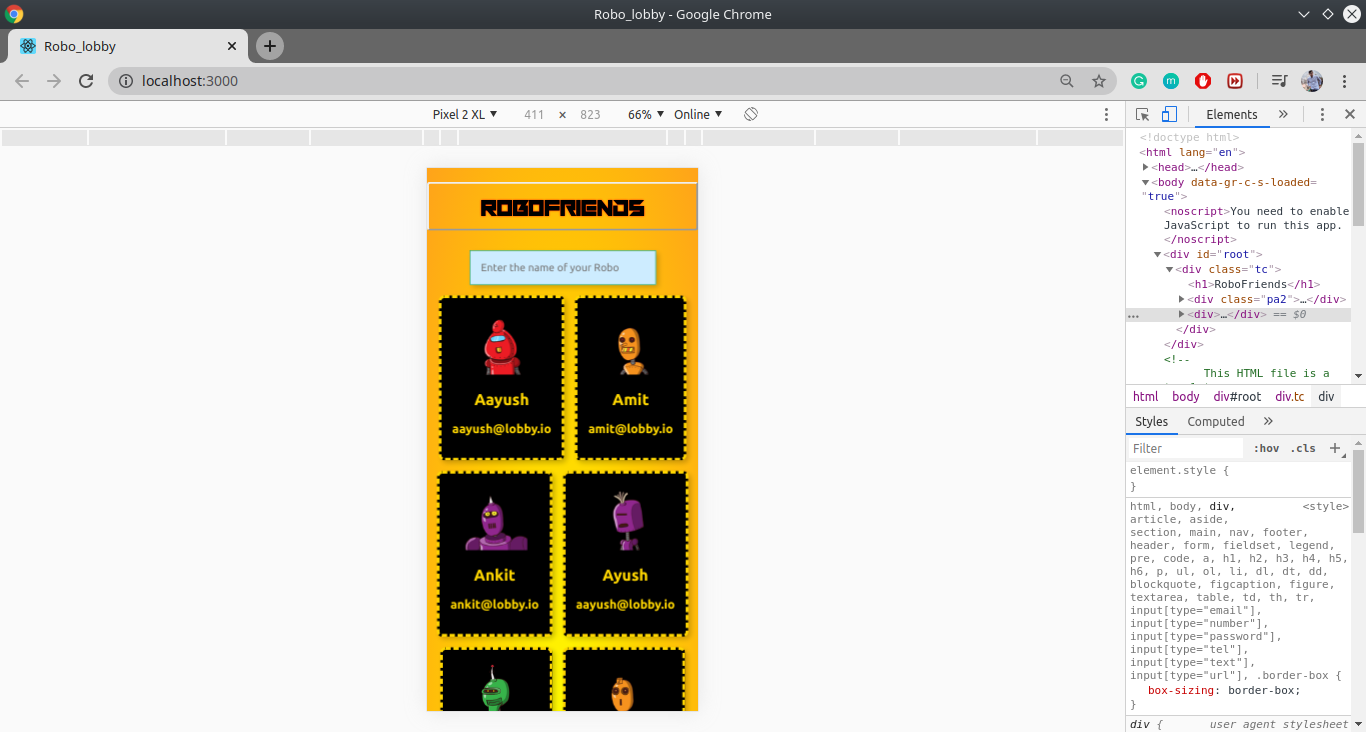 Robo_lobby - Google Chrome
Robo_lobby
localhost:3000
Pixel 2 XL
411 × 823
66%
Online
Elements
ROBOFRIENDS
Enter the name of your Robo
Aayush
Amit
aayush@lobby.io
amit@lobby.io
Ankit
Ayush
ankit@lobby.io
aayush@lobby.io
<!doctype html>
<html lang="en">
<head>…</head>
<body data-gr-c-s-loaded=
"true">
<noscript>You need to enable
JavaScript to run this app.
</noscript>
<div id="root">
<div class="tc">
<h1>RoboFriends</h1>
<div class="pa2">…</div>
… <div>…</div> == $0
</div>
</div>
<!--
This HTML file is a
html body div#root div.tc div
Styles Computed
Filter :hov .cls
element.style {
}
html, body, div, <style>
article, aside,
section, main, nav, footer,
header, form, fieldset, legend,
pre, code, a, h1, h2, h3, h4, h5,
h6, p, ul, ol, li, dl, dt, dd,
blockquote, figcaption, figure,
textarea, table, td, th, tr,
input[type="email"],
input[type="number"],
input[type="password"],
input[type="tel"],
input[type="text"],
input[type="url"], .border-box {
box-sizing: border-box;
}
div { user agent stylesheet